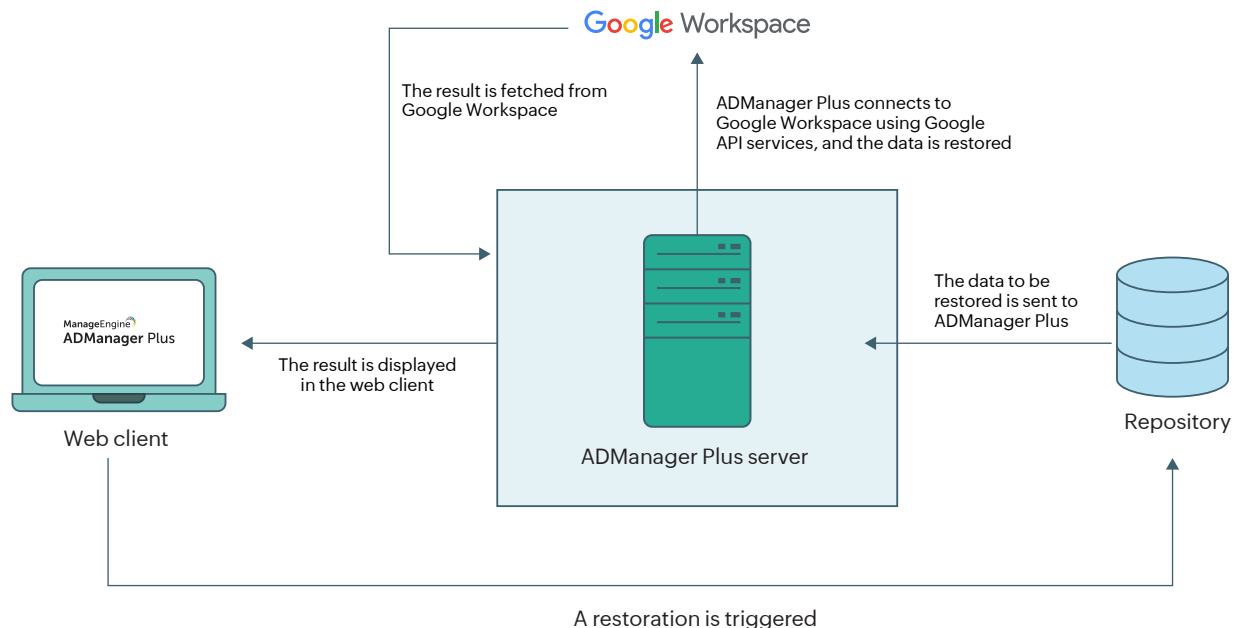 Google Workspace
The result is fetched from
Google Workspace
ADManager Plus connects to
Google Workspace using Google
API services, and the data is restored
ManageEngine
ADManager Plus
The result is displayed
in the web client
The data to be
restored is sent to
ADManager Plus
Web client
ADManager Plus server
Repository
A restoration is triggered